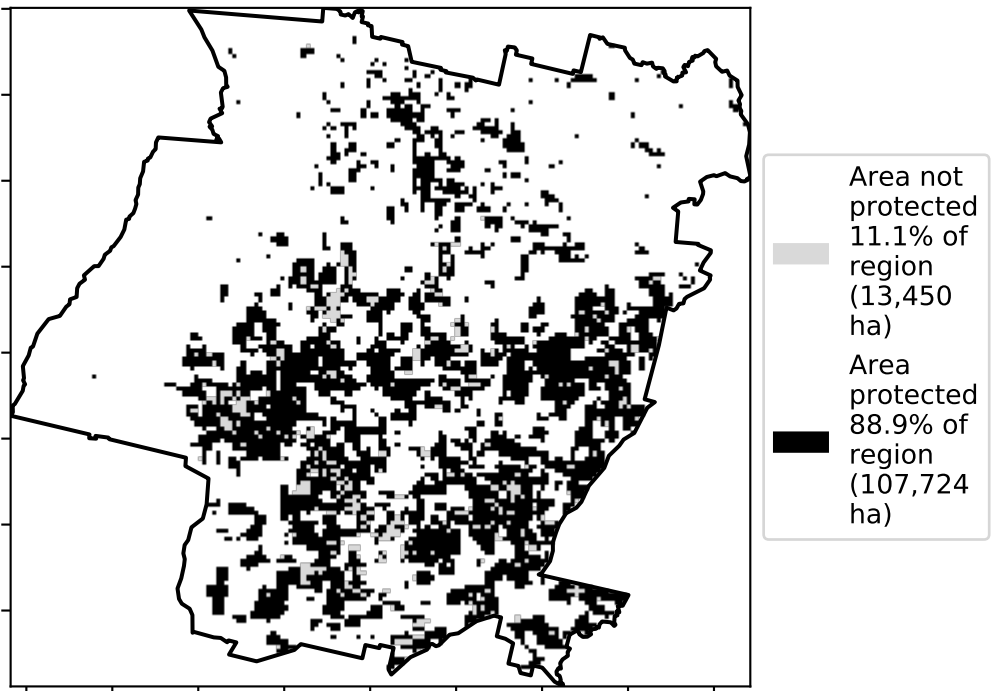 Area not
protected
11.1% of
region
(13,450
ha)
Area
protected
88.9% of
region
(107,724
ha)